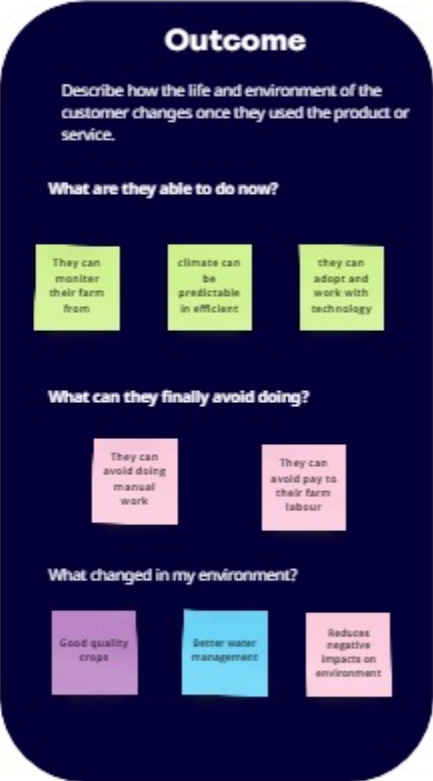 Outcome
Describe how the life and environment of the
customer changes once they used the product or
service.
What are they able to do now?
They can
moniter
their farm
from
climate can
be
predictable
in efficient
they can
adopt and
work with
technology
What can they finally avoid doing?
They can
avoid doing
manual
work
They can
avoid pay to
their farm
labour
What changed in my environment?
Good quality
crops
Better water
management
Reduces
negative
impacts on
environment